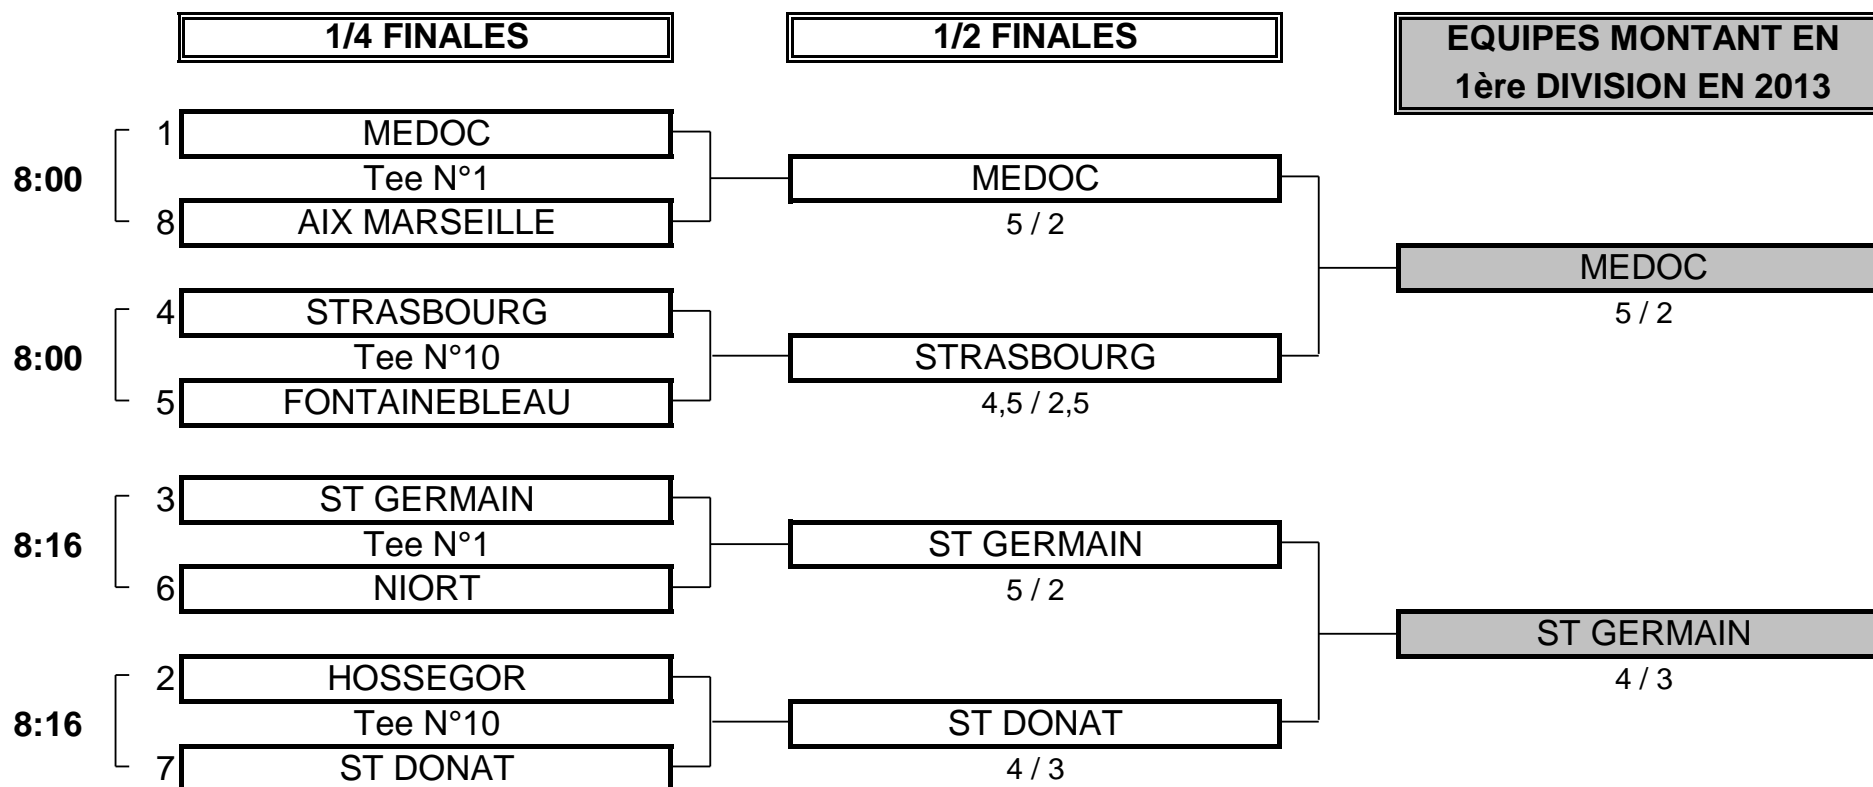 1/4 FINALES
1/2 FINALES
EQUIPES MONTANT EN
1ère DIVISION EN 2013
8:00
1 MEDOC
Tee N°1
8 AIX MARSEILLE
MEDOC
5 / 2
8:00
4 STRASBOURG
Tee N°10
5 FONTAINEBLEAU
STRASBOURG
4,5 / 2,5
MEDOC
5 / 2
8:16
3 ST GERMAIN
Tee N°1
6 NIORT
ST GERMAIN
5 / 2
8:16
2 HOSSEGOR
Tee N°10
7 ST DONAT
ST DONAT
4 / 3
ST GERMAIN
4 / 3